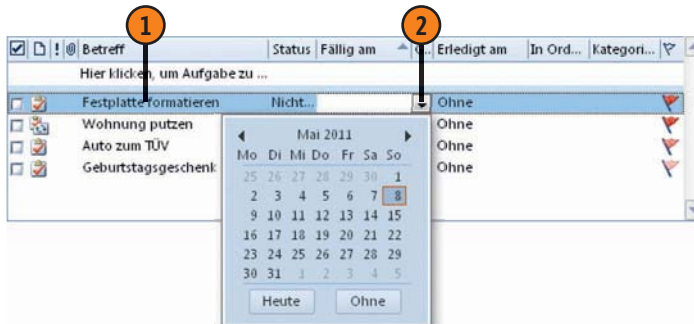 1 2
! Betreff Status Fällig am Erledigt am In Ord... Kategori...
Hier klicken, um Aufgabe zu ...
Festplatte formatieren Nicht... Ohne
Wohnung putzen Ohne
Auto zum TÜV Ohne
Geburtstagsgeschenk Ohne
Mai 2011
Mo Di Mi Do Fr Sa So
25 26 27 28 29 30 1
2 3 4 5 6 7 8
9 10 11 12 13 14 15
16 17 18 19 20 21 22
23 24 25 26 27 28 29
30 31 1 2 3 4 5
Heute Ohne